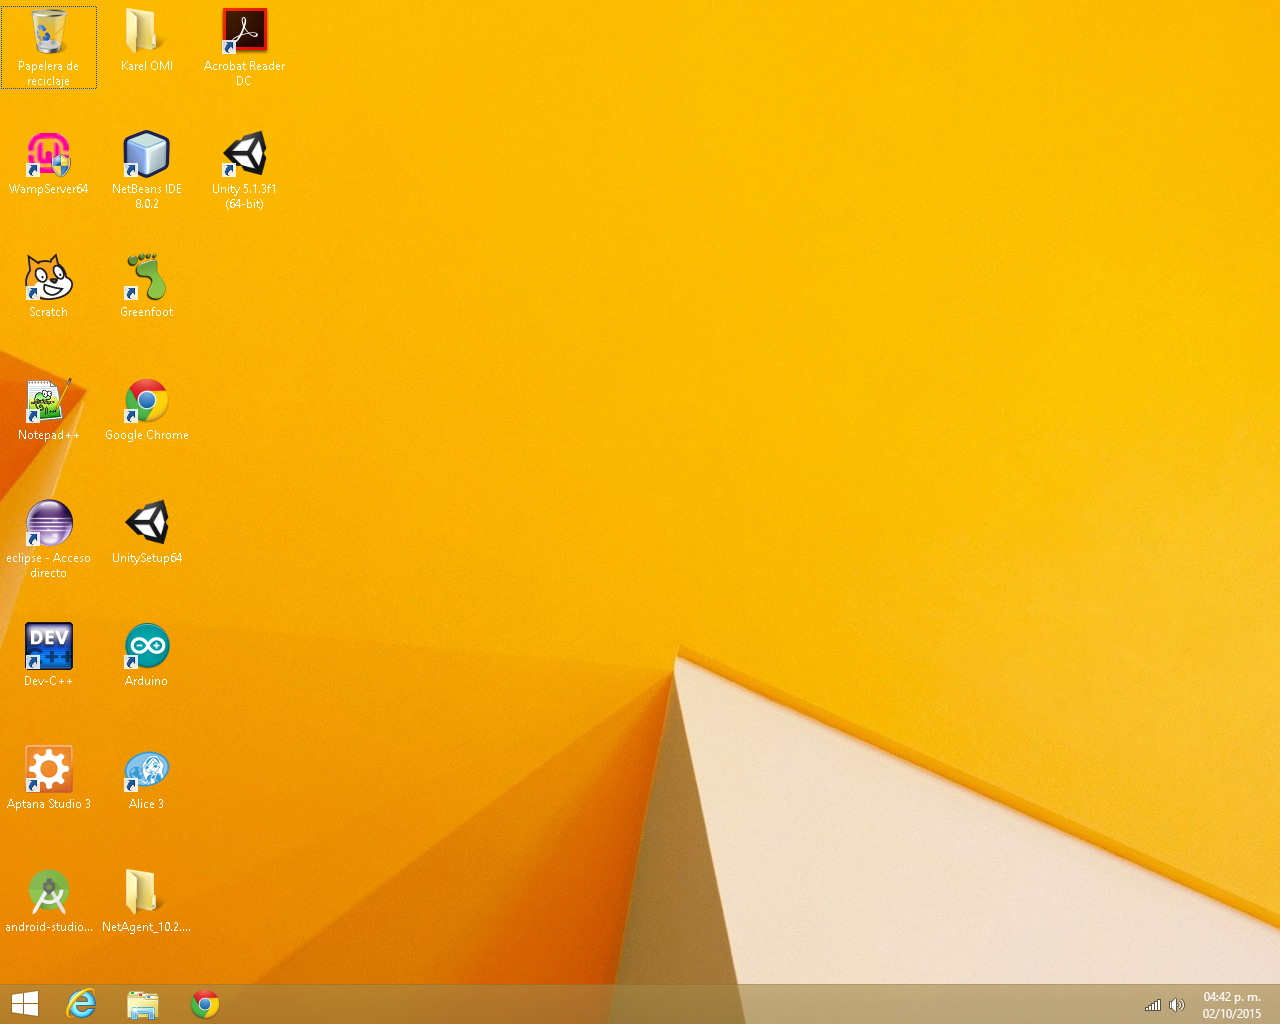 Papelera de
reciclaje
Karel OMI
Acrobat Reader
DC
WampServer64
NetBeans IDE
8.0.2
Unity 5.1.3f1
(64-bit)
Scratch
Greenfoot
Notepad++
Google Chrome
eclipse - Acceso
directo
UnitySetup64
DEV
C++
Dev-C++
Arduino
Aptana Studio 3
Alice 3
android-studio...
NetAgent_10.2....
04:42 p. m.
02/10/2015